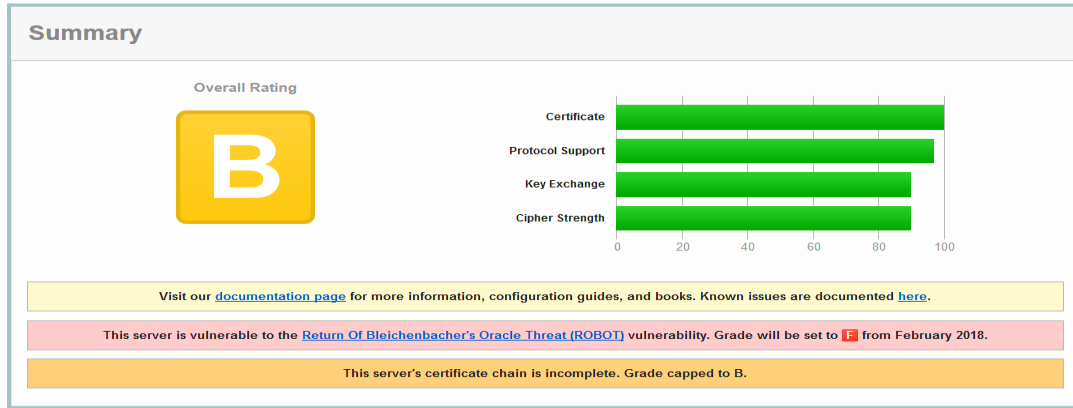 Summary
Overall Rating
B
Certificate
Protocol Support
Key Exchange
Cipher Strength
0 20 40 60 80 100
Visit our documentation page for more information, configuration guides, and books. Known issues are documented here.
This server is vulnerable to the Return Of Bleichenbacher's Oracle Threat (ROBOT) vulnerability. Grade will be set to F from February 2018.
This server's certificate chain is incomplete. Grade capped to B.